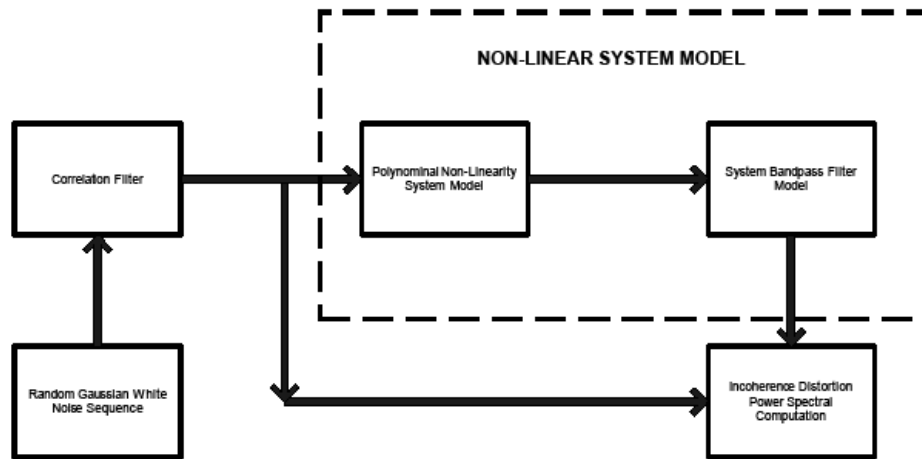 NON-LINEAR SYSTEM MODEL
Correlation Filter
Polynominal Non-Linearity
System Model
System Bandpass Filter
Model
Random Gaussian White
Noise Sequence
Incoherence Distortion
Power Spectral
Computation